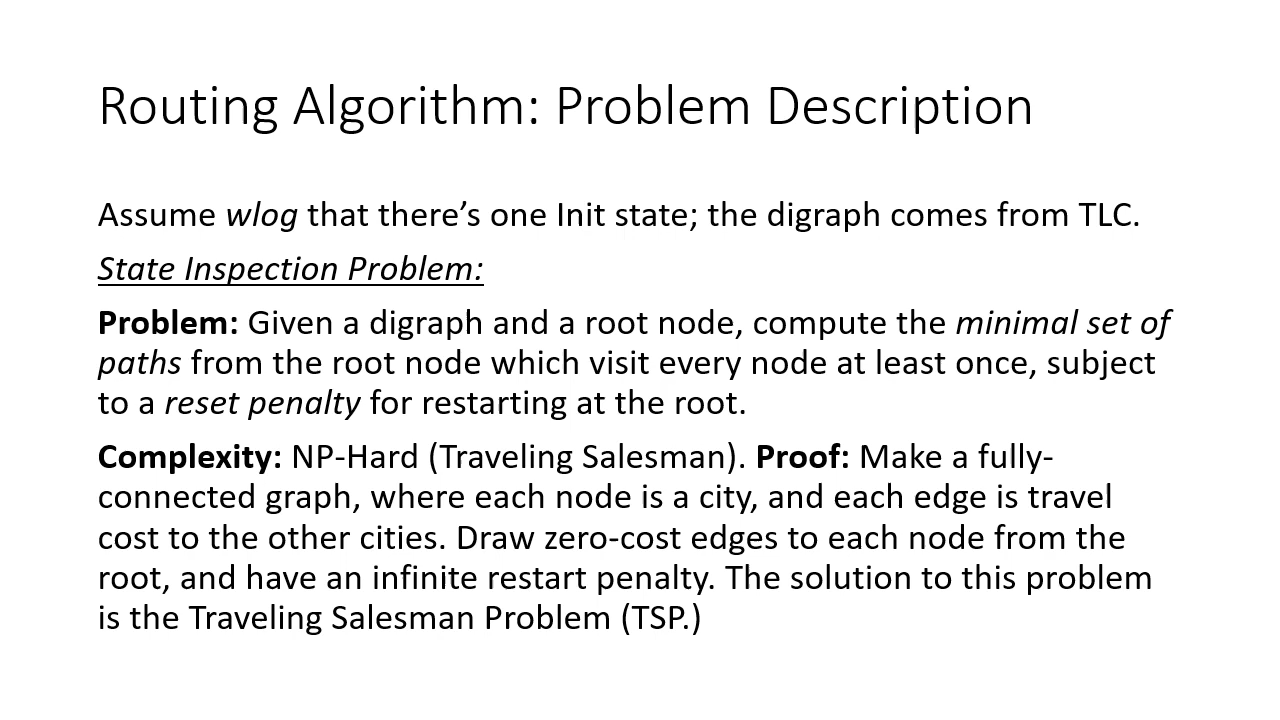 Routing Algorithm: Problem Description
Assume wlog that there’s one Init state; the digraph comes from TLC.
State Inspection Problem:
Problem: Given a digraph and a root node, compute the minimal set of
paths from the root node which visit every node at least once, subject
to a reset penalty for restarting at the root.
Complexity: NP-Hard (Traveling Salesman). Proof: Make a fully-
connected graph, where each node is a city, and each edge is travel
cost to the other cities. Draw zero-cost edges to each node from the
root, and have an infinite restart penalty. The solution to this problem
is the Traveling Salesman Problem (TSP.)